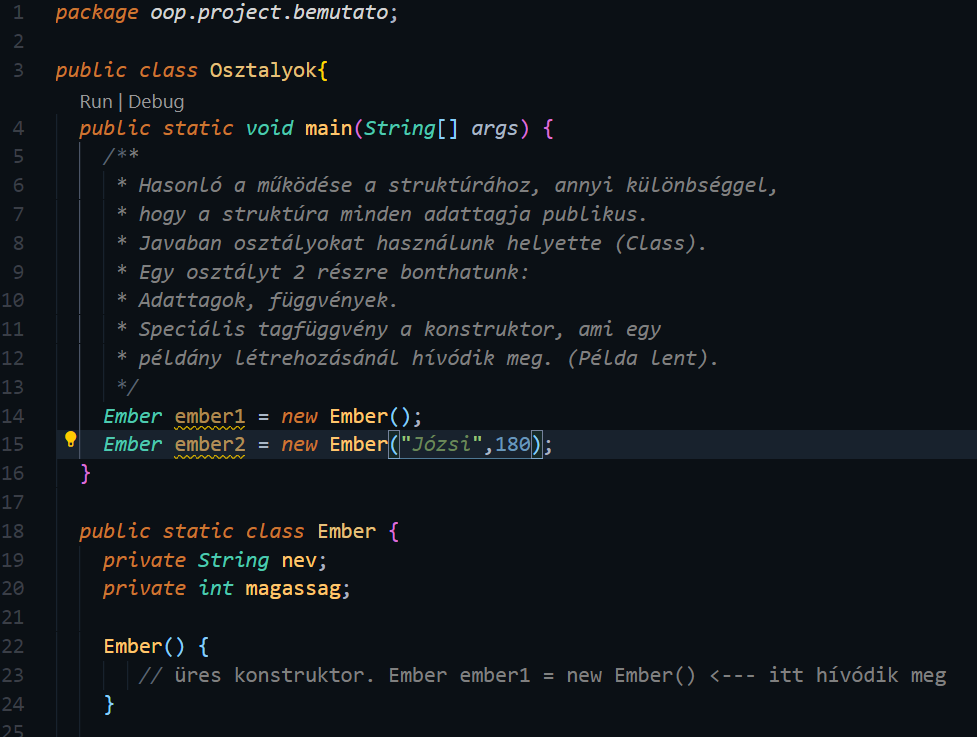 1 package oop.project.bemutato;
2
3 public class Osztalyok{
Run | Debug
4 public static void main(String[] args) {
5 /**
6 * Hasonló a működése a struktúrához, annyi különbséggel,
7 * hogy a struktúra minden adattagja publikus.
8 * Javaban osztályokat használunk helyette (Class).
9 * Egy osztályt 2 részre bonthatunk:
10 * Adattagok, függvények.
11 * Speciális tagfüggvény a konstruktor, ami egy
12 * példány létrehozásánál hívódik meg. (Példa lent).
13 */
14 Ember ember1 = new Ember();
15 Ember ember2 = new Ember("Józsi",180);
16 }
17
18 public static class Ember {
19 private String nev;
20 private int magassag;
21
22 Ember() {
23 // üres konstruktor. Ember ember1 = new Ember() <--- itt hívódik meg
24 }
25